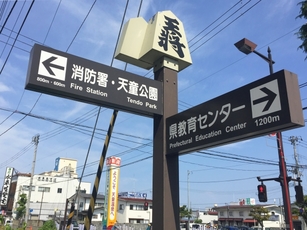 王将
消防署・天童公園
800m・600m
Fire Station
Tendo Park
県教育センター
Prefectural Education Center
1200m